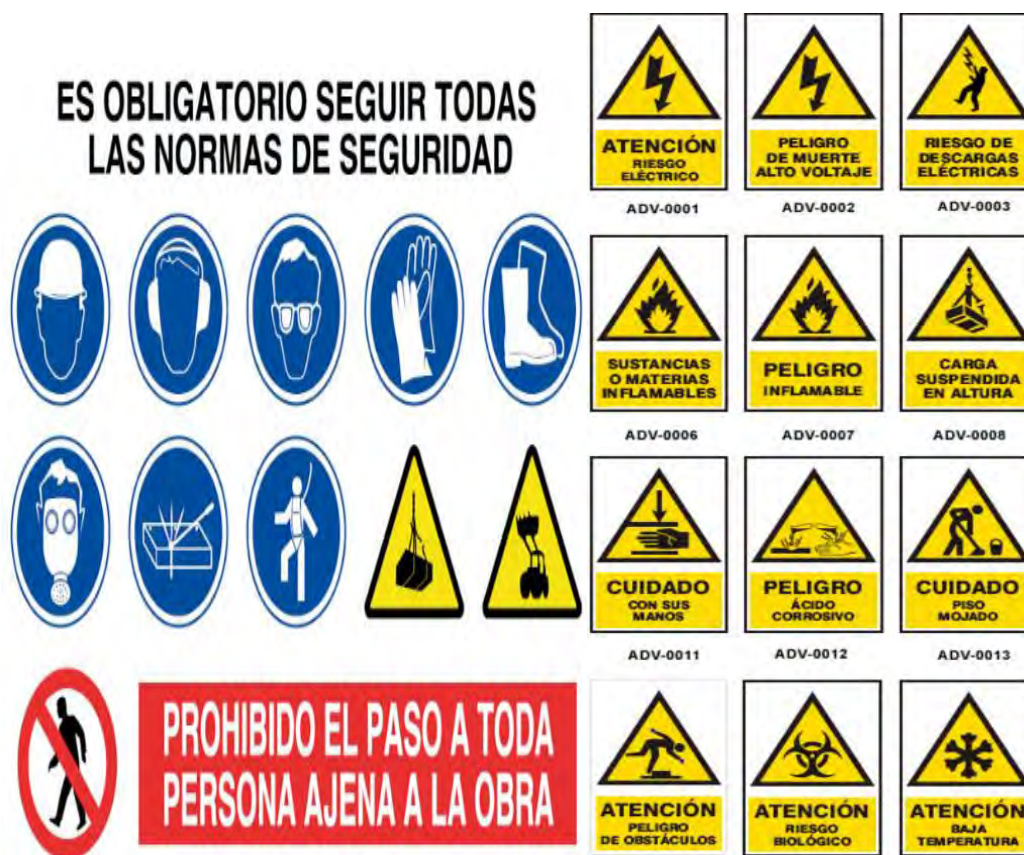 ES OBLIGATORIO SEGUIR TODAS
LAS NORMAS DE SEGURIDAD
PROHIBIDO EL PASO A TODA
PERSONA AJENA A LA OBRA
ATENCIÓN
RIESGO
ELÉCTRICO
ADV-0001
PELIGRO
DE MUERTE
ALTO VOLTAJE
ADV-0002
RIESGO DE
DESCARGAS
ELÉCTRICAS
ADV-0003
SUSTANCIAS
O MATERIAS
INFLAMABLES
ADV-0006
PELIGRO
INFLAMABLE
ADV-0007
CARGA
SUSPENDIDA
EN ALTURA
ADV-0008
CUIDADO
CON SUS
MANOS
ADV-0011
PELIGRO
ÁCIDO
CORROSIVO
ADV-0012
CUIDADO
PISO
MOJADO
ADV-0013
ATENCIÓN
PELIGRO
DE OBSTÁCULOS
ATENCIÓN
RIESGO
BIOLÓGICO
ATENCIÓN
BAJA
TEMPERATURA